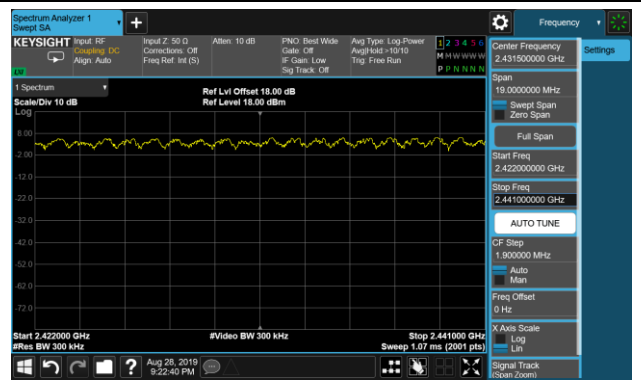 Spectrum Analyzer 1
Swept SA
Frequency
KEYSIGHT
Input: RF
Coupling: DC
Align: Auto
Input Z: 50 Ω
Corrections: Off
Freq Ref: Int (S)
Atten: 10 dB
PNO: Best Wide
Gate: Off
IF Gain: Low
Sig Track: Off
Avg Type: Log-Power
Avg|Hold:>10/10
Trig: Free Run
1 2 3 4 5 6
M M W W W W
P P N N N N
1 Spectrum
Scale/Div 10 dB
Ref Lvl Offset 18.00 dB
Ref Level 18.00 dBm
Log
8.00
-2.00
-12.0
-22.0
-32.0
-42.0
-52.0
-62.0
-72.0
Start 2.422000 GHz
#Res BW 300 kHz
#Video BW 300 kHz
Stop 2.441000 GHz
Sweep 1.07 ms (2001 pts)
Center Frequency
2.431500000 GHz
Settings
Span
19.0000000 MHz
Swept Span
Zero Span
Full Span
Start Freq
2.422000000 GHz
Stop Freq
2.441000000 GHz
AUTO TUNE
CF Step
1.900000 MHz
Auto
Man
Freq Offset
0 Hz
X Axis Scale
Log
Lin
Signal Track
(Span Zoom)
?
Aug 28, 2019
9:22:40 PM